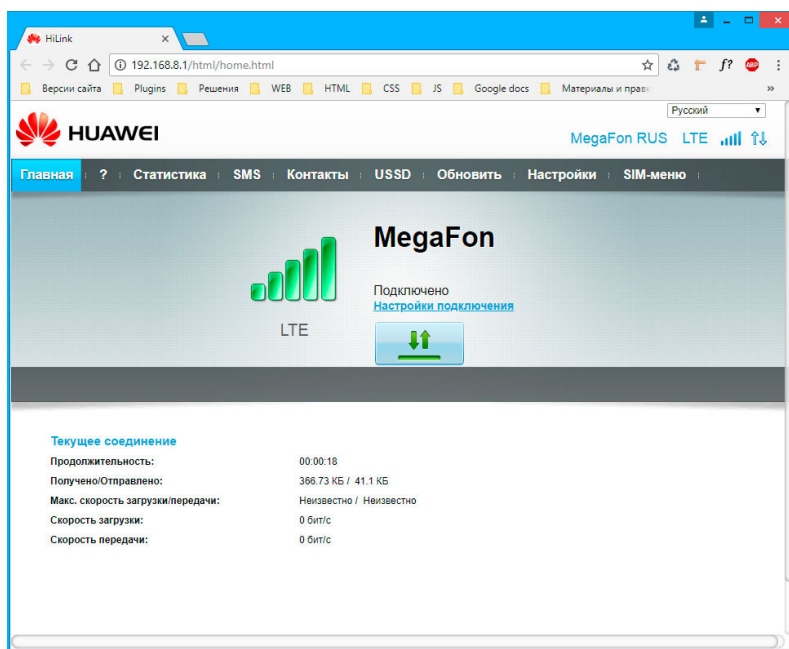 HiLink
192.168.8.1/html/home.html
f?
ABP
Версии сайта Plugins Решения WEB HTML CSS JS Google docs Материалы и прав »
Русский
HUAWEI
MegaFon RUS LTE
Главная ? Статистика SMS Контакты USSD Обновить Настройки SIM-меню
MegaFon
Подключено
Настройки подключения
LTE
Текущее соединение
Продолжительность: 00:00:18
Получено/Отправлено: 366.73 КБ / 41.1 КБ
Макс. скорость загрузки/передачи: Неизвестно / Неизвестно
Скорость загрузки: 0 бит/с
Скорость передачи: 0 бит/с